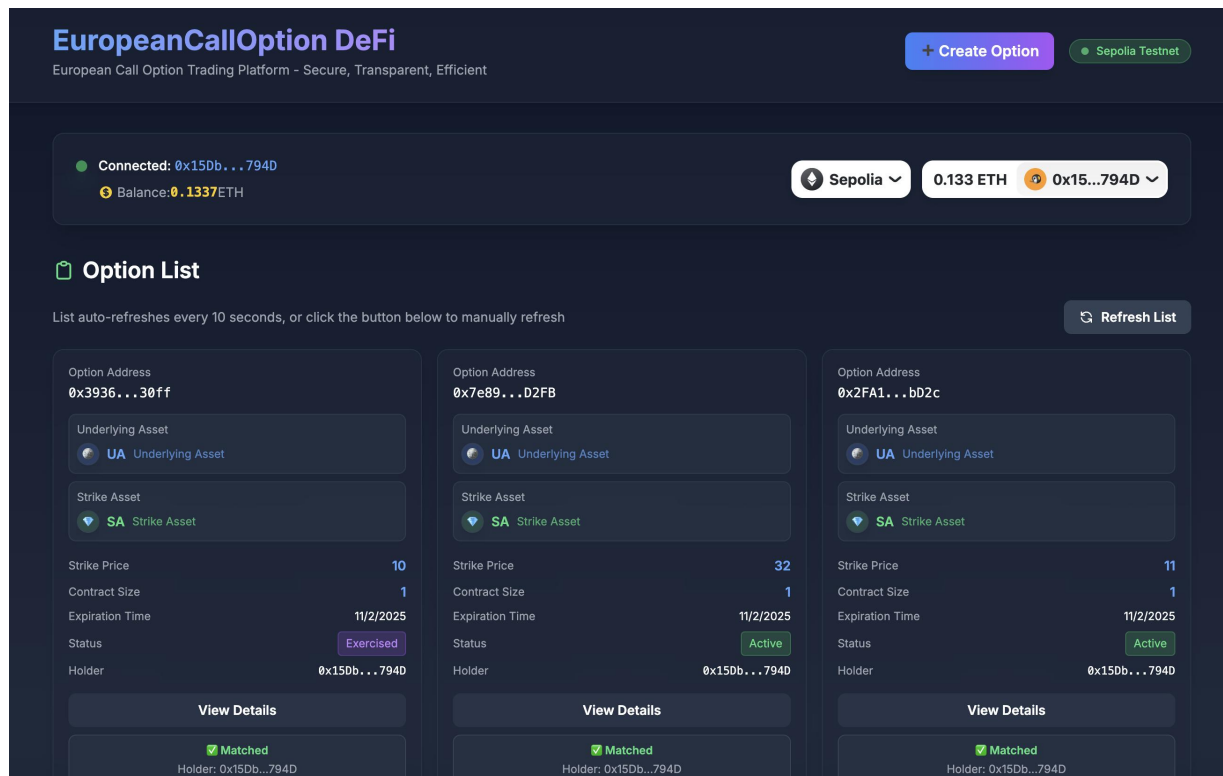 EuropeanCallOption DeFi
European Call Option Trading Platform - Secure, Transparent, Efficient
+ Create Option
Sepolia Testnet
Connected: 0x15Db...794D
Balance:0.1337ETH
Sepolia
0.133 ETH
0x15...794D
Option List
List auto-refreshes every 10 seconds, or click the button below to manually refresh
Refresh List
Option Address
0x3936...30ff
Underlying Asset
UA Underlying Asset
Strike Asset
SA Strike Asset
Strike Price 10
Contract Size 1
Expiration Time 11/2/2025
Status Exercised
Holder 0x15Db...794D
View Details
✅ Matched
Holder: 0x15Db...794D
Option Address
0x7e89...D2FB
Underlying Asset
UA Underlying Asset
Strike Asset
SA Strike Asset
Strike Price 32
Contract Size 1
Expiration Time 11/2/2025
Status Active
Holder 0x15Db...794D
View Details
✅ Matched
Holder: 0x15Db...794D
Option Address
0x2FA1...bD2c
Underlying Asset
UA Underlying Asset
Strike Asset
SA Strike Asset
Strike Price 11
Contract Size 1
Expiration Time 11/2/2025
Status Active
Holder 0x15Db...794D
View Details
✅ Matched
Holder: 0x15Db...794D